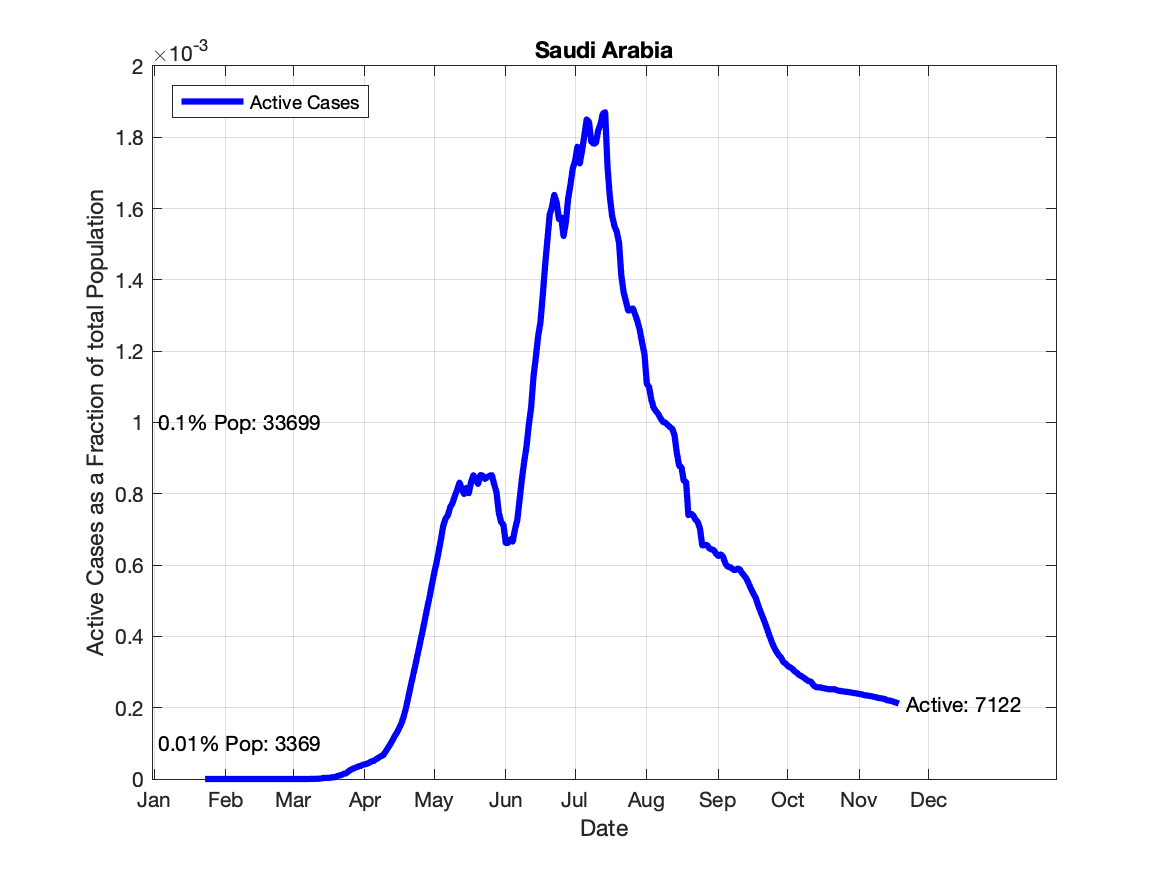 Saudi Arabia
×10-3
Active Cases
2
1.8
1.6
1.4
1.2
1
0.8
0.6
0.4
0.2
0
Active Cases as a Fraction of total Population
0.1% Pop: 33699
0.01% Pop: 3369
Active: 7122
Jan Feb Mar Apr May Jun Jul Aug Sep Oct Nov Dec
Date